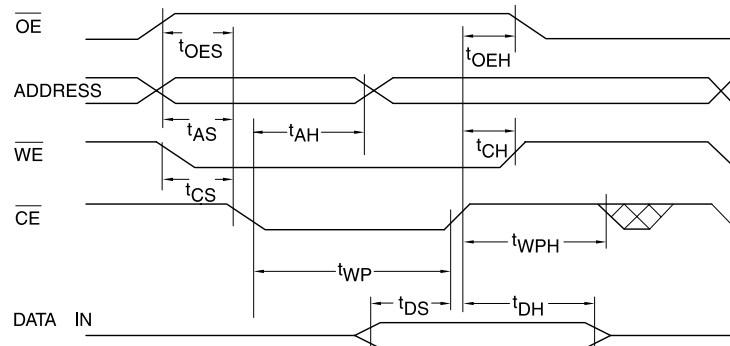 OE
tOES
tOEH
ADDRESS
tAS
tAH
tCH
WE
tCS
CE
tWPH
tWP
tDS
tDH
DATA IN